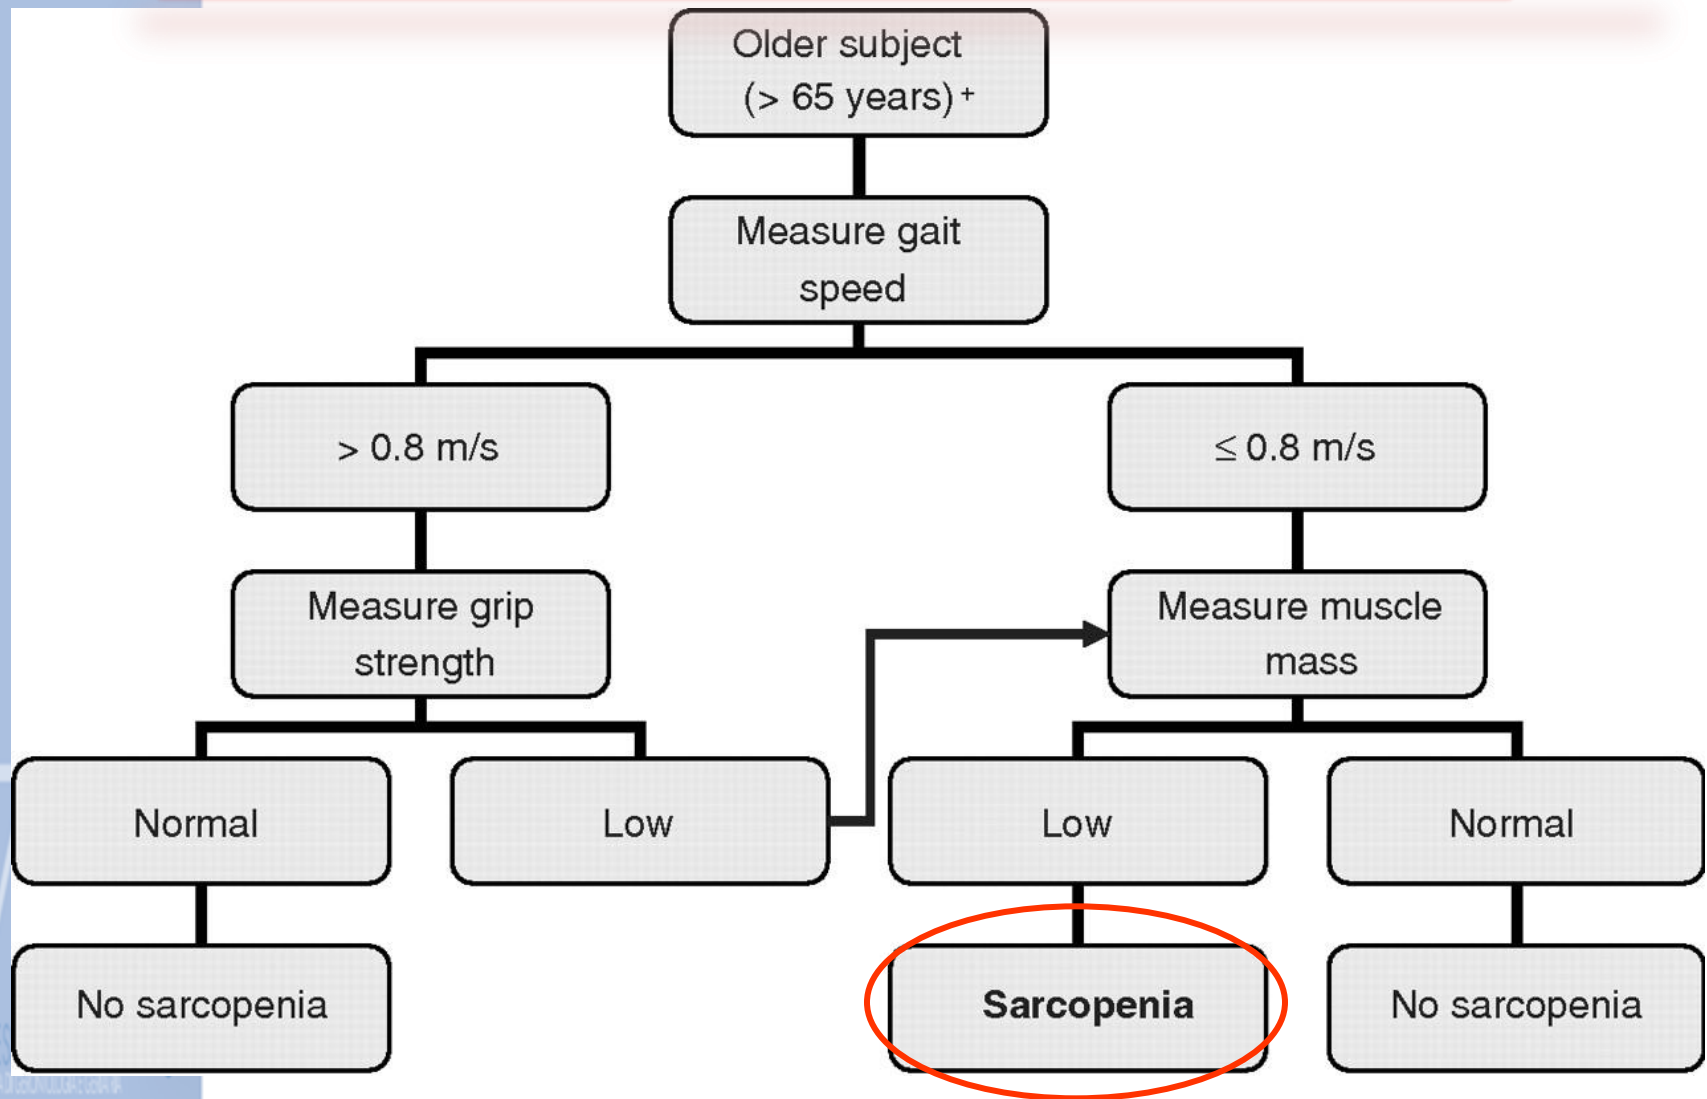 Older subject
(> 65 years)⁺
Measure gait
speed
> 0.8 m/s
≤ 0.8 m/s
Measure grip
strength
Measure muscle
mass
Normal
Low
Low
Normal
No sarcopenia
Sarcopenia
No sarcopenia